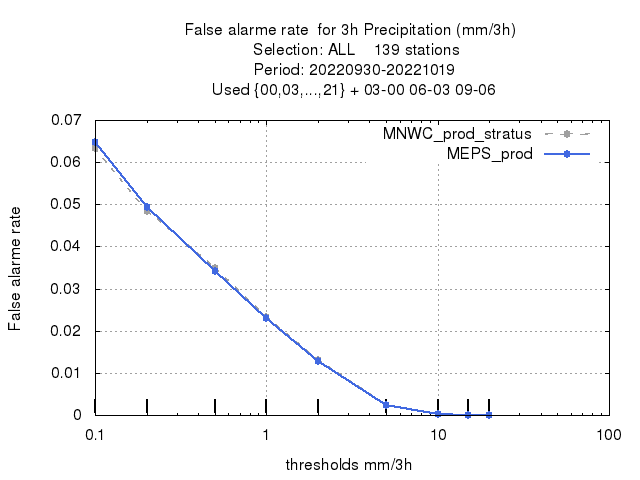 False alarme rate  for 3h Precipitation (mm/3h)
Selection: ALL    139 stations
Period: 20220930-20221019
Used {00,03,...,21} + 03-00 06-03 09-06
MNWC_prod_stratus
MEPS_prod
False alarme rate
0.07
0.06
0.05
0.04
0.03
0.02
0.01
0
0.1
1
10
100
thresholds mm/3h